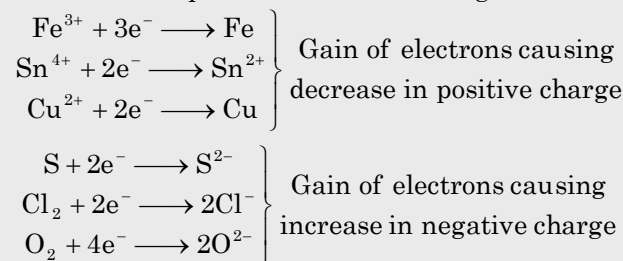 Fe³⁺ + 3e⁻ ⟶ Fe
Sn⁴⁺ + 2e⁻ ⟶ Sn²⁺
Cu²⁺ + 2e⁻ ⟶ Cu
Gain of electrons causing
decrease in positive charge
S + 2e⁻ ⟶ S²⁻
Cl₂ + 2e⁻ ⟶ 2Cl⁻
O₂ + 4e⁻ ⟶ 2O²⁻
Gain of electrons causing
increase in negative charge